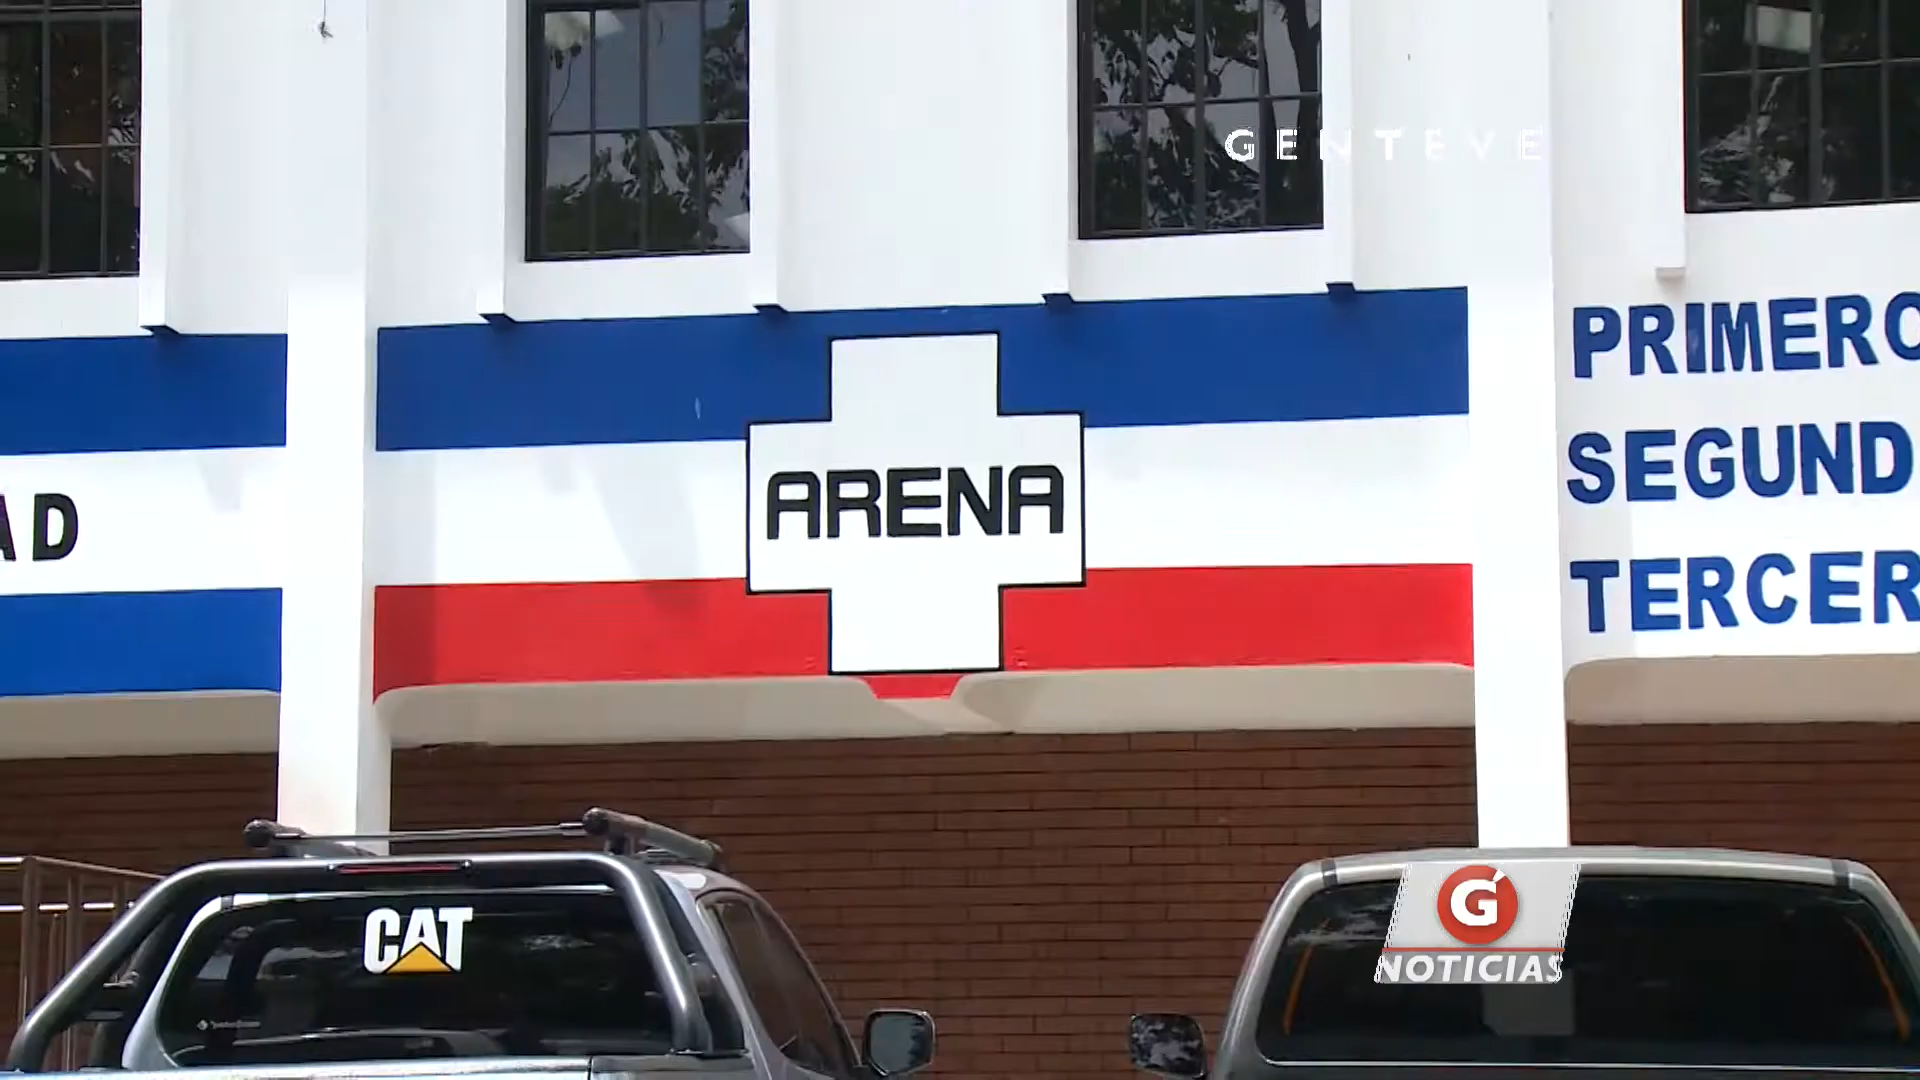 GENTEVE
PRIMERO
SEGUND
TERCER
ARENA
AD
CAT
G
NOTICIAS